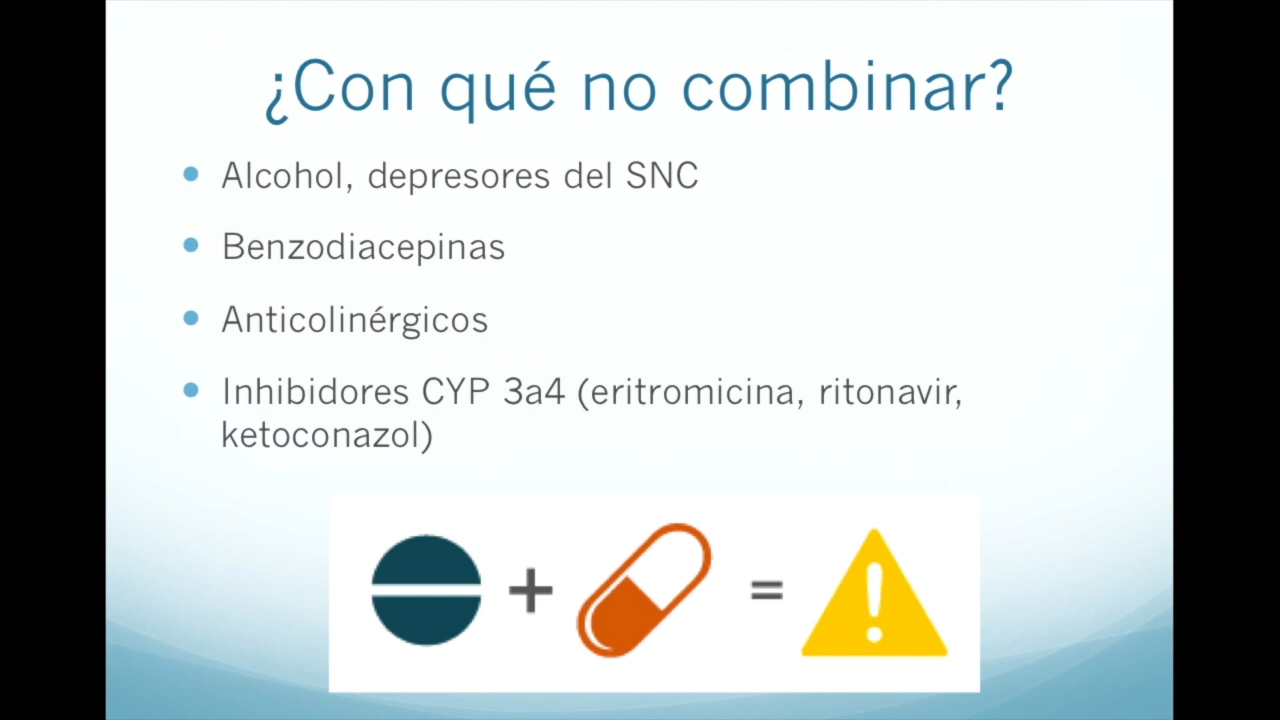 ¿Con qué no combinar?
Alcohol, depresores del SNC
Benzodiacepinas
Anticolinérgicos
Inhibidores CYP 3a4 (eritromicina, ritonavir,
ketoconazol)
+ = !